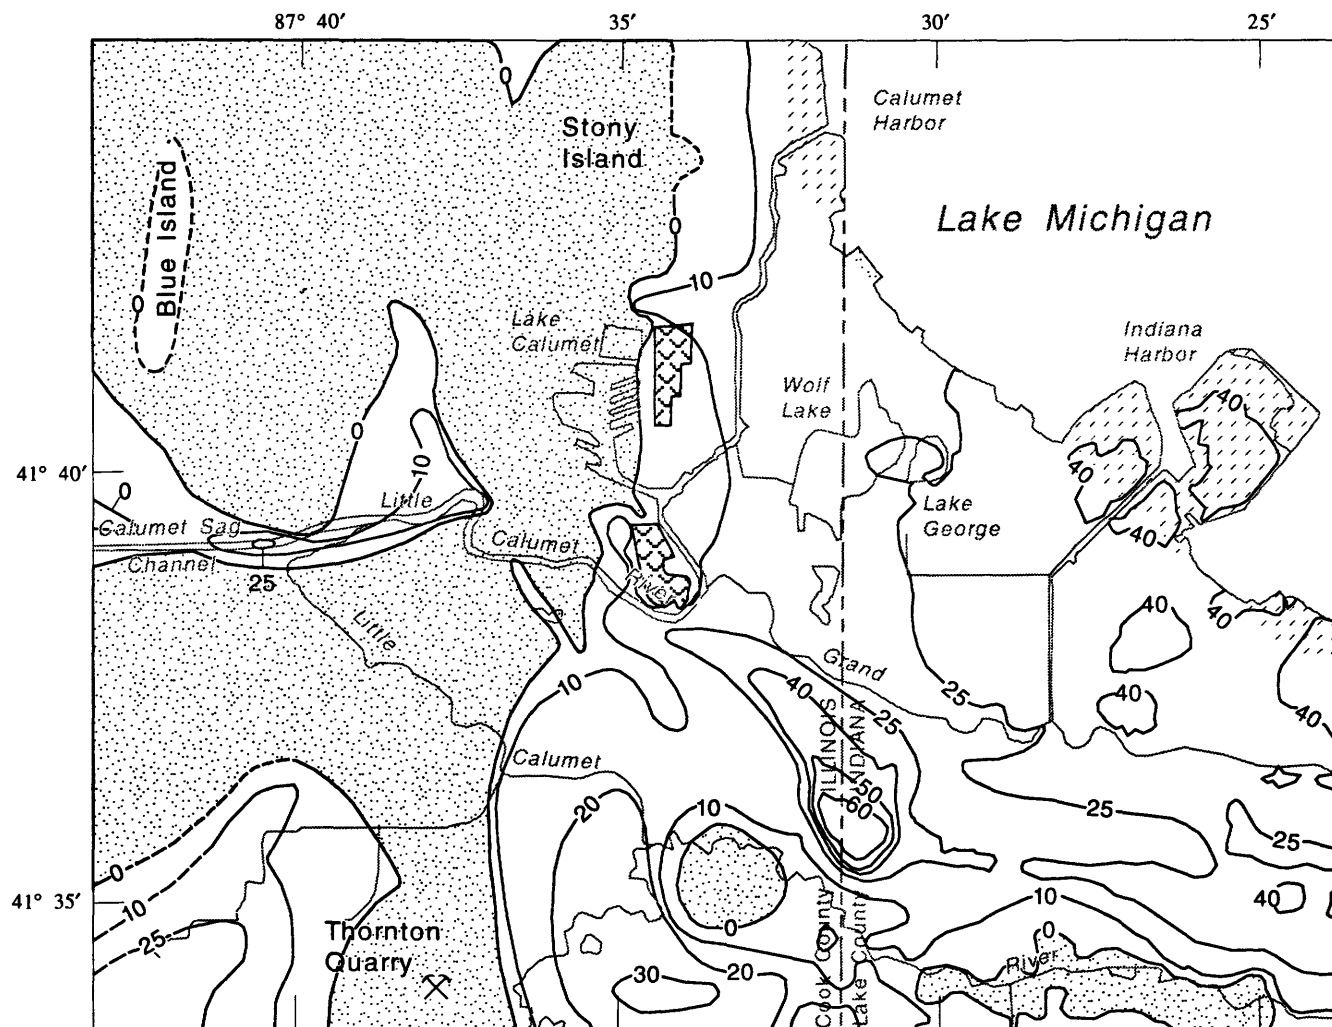 87° 40′
35′
30′
25′
0
Calumet
Harbor
Stony
Island
Blue Island
Lake Michigan
0
10
0
Lake
Calumet
Indiana
Harbor
Wolf
Lake
40
0
10
41° 40′
0
Little
40
Lake
George
Calumet Sag
Calumet
40
Channel
25
River
40
40
Little
Grand
10
40
25
25
40
40
ILLINOIS
INDIANA
Calumet
50
60
20
10
25
25
0
10
41° 35′
10
40
25
Thornton
Quarry
0
0
Cook County
Lake County
River
30
20